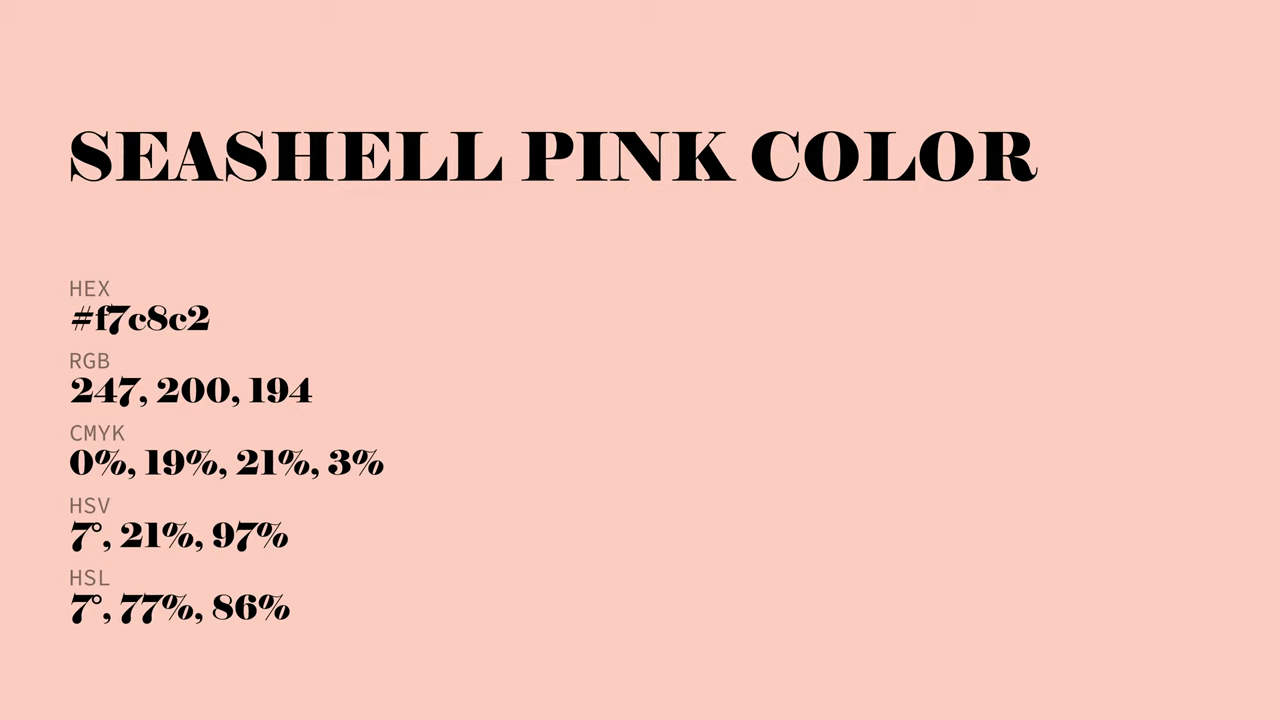 SEASHELL PINK COLOR
HEX
#f7c8c2
RGB
247, 200, 194
CMYK
0%, 19%, 21%, 3%
HSV
7°, 21%, 97%
HSL
7°, 77%, 86%